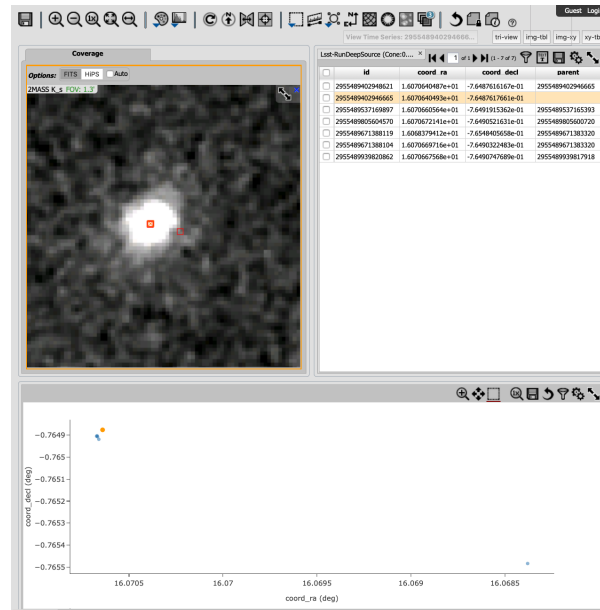 Guest Logi
View Time Series: 295548940294666...
tri-view img-tbl img-xy xy-tb
Coverage
Options: FITS HiPS Auto
2MASS K_s FOV: 1.3'
Lsst-RunDeepSource (Cone:0.... × 1 of 1 (1 - 7 of 7)
id coord_ra coord_decl parent
2955489402948621 1.6070640487e+01 -7.6487616167e-01 2955489402946665
2955489402946665 1.6070640493e+01 -7.6487617661e-01
2955489537169897 1.6070660564e+01 -7.6491915362e-01 2955489537165393
2955489805604570 1.6070672141e+01 -7.6490521631e-01 2955489805600720
2955489671388119 1.6068379412e+01 -7.6548405658e-01 2955489671383320
2955489671388104 1.6070669716e+01 -7.6490322483e-01 2955489671383320
2955489939820862 1.6070667568e+01 -7.6490747689e-01 2955489939817918
−0.7649
−0.765
−0.7651
−0.7652
−0.7653
−0.7654
−0.7655
coord_decl (deg)
16.0705 16.07 16.0695 16.069 16.0685
coord_ra (deg)